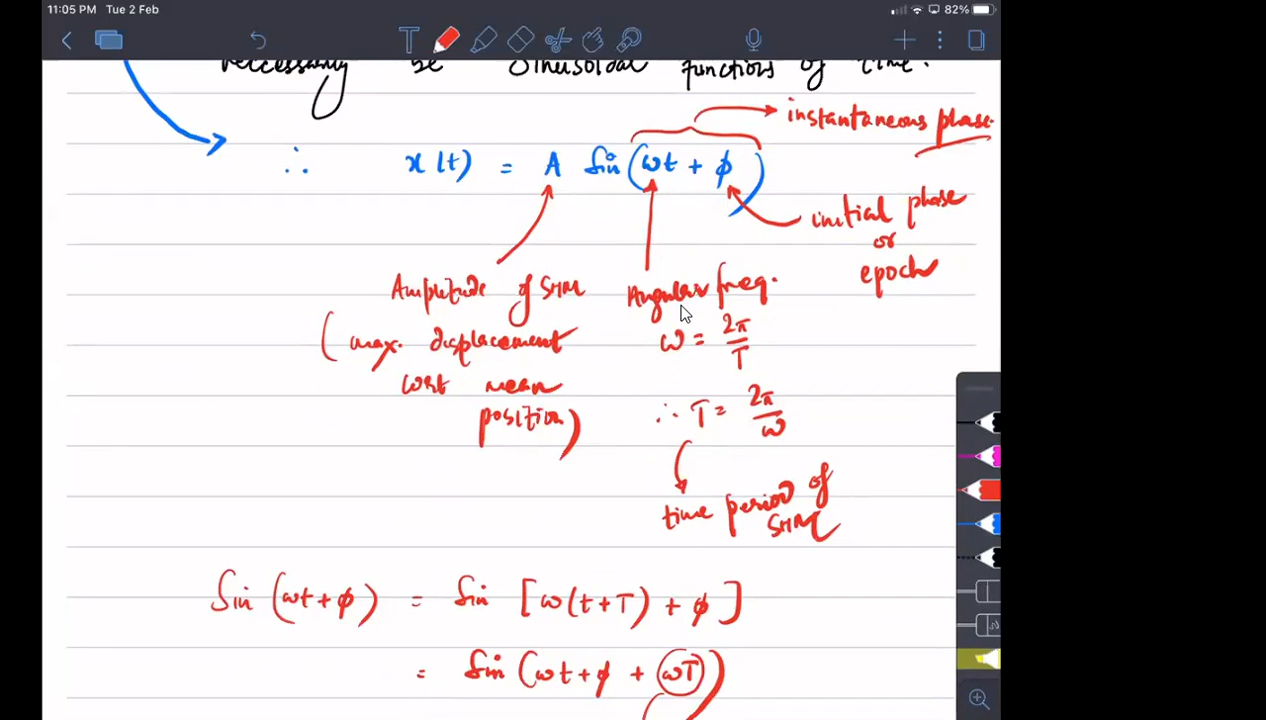 11:05 PM Tue 2 Feb
82%
neccessarily be Sinusoidal functions of time.
instantaneous phase
∴ x(t) = A Sin (ωt + ϕ)
initial phase
or
epoch
Amplitude of SHM
(max. displacement
wrt mean
position)
Angular freq.
ω = 2π/T
∴ T = 2π/ω
time period of
SHM
Sin (ωt + ϕ) = Sin [ω(t+T) + ϕ]
= Sin (ωt + ϕ + ωT)